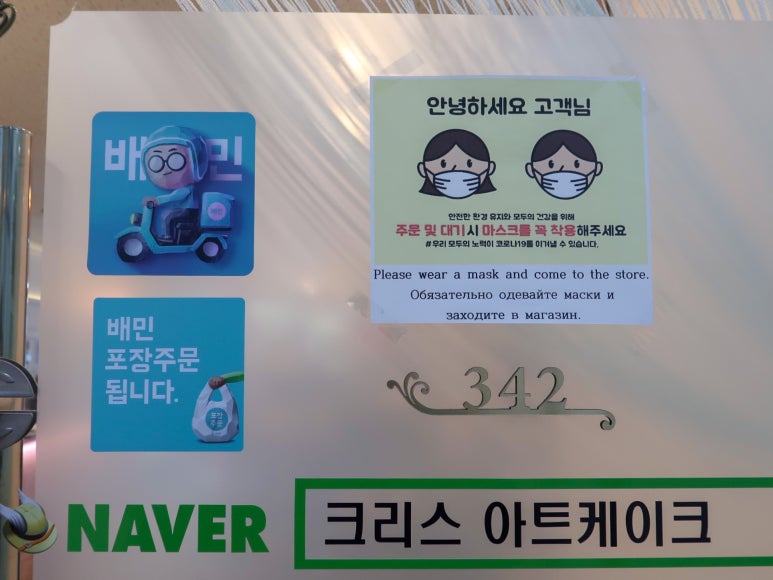 배민
배민
포장주문
됩니다.
포장
주문
안녕하세요 고객님
안전한 환경 유지와 모두의 건강을 위해
주문 및 대기시 마스크를 꼭 착용해주세요
#우리 모두의 노력이 코로나19를 이겨낼 수 있습니다.
Please wear a mask and come to the store.
Обязательно одевайте маски и
заходите в магазин.
342
NAVER 크리스 아트케이크